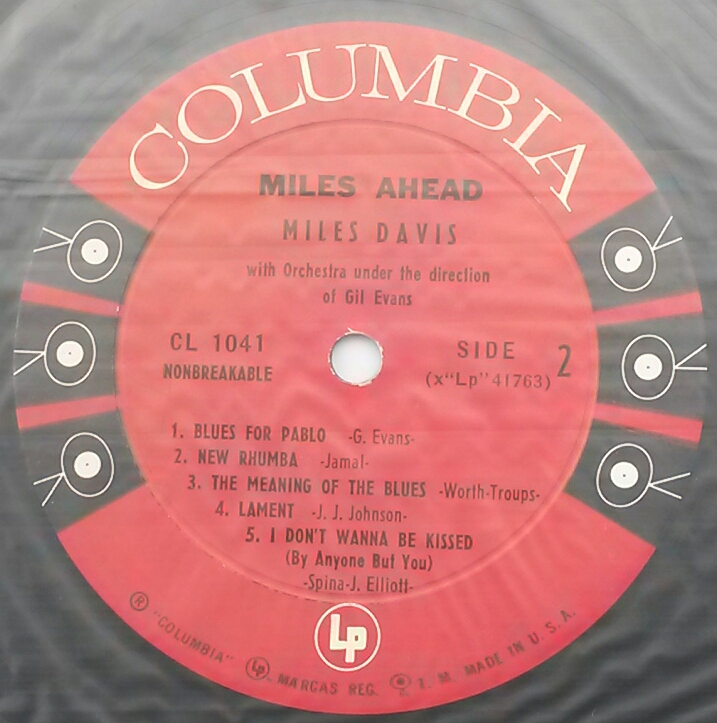 COLUMBIA
MILES AHEAD
MILES DAVIS
with Orchestra under the direction
of Gil Evans
CL 1041
NONBREAKABLE
SIDE 2
(x"Lp"41763)
1. BLUES FOR PABLO -G. Evans-
2. NEW RHUMBA -Jamal-
3. THE MEANING OF THE BLUES -Worth-Troups-
4. LAMENT -J. J. Johnson-
5. I DON'T WANNA BE KISSED
(By Anyone But You)
-Spina-J. Elliott-
Lp
® "COLUMBIA" Lp MARCAS REG. T. M. MADE IN U. S. A.